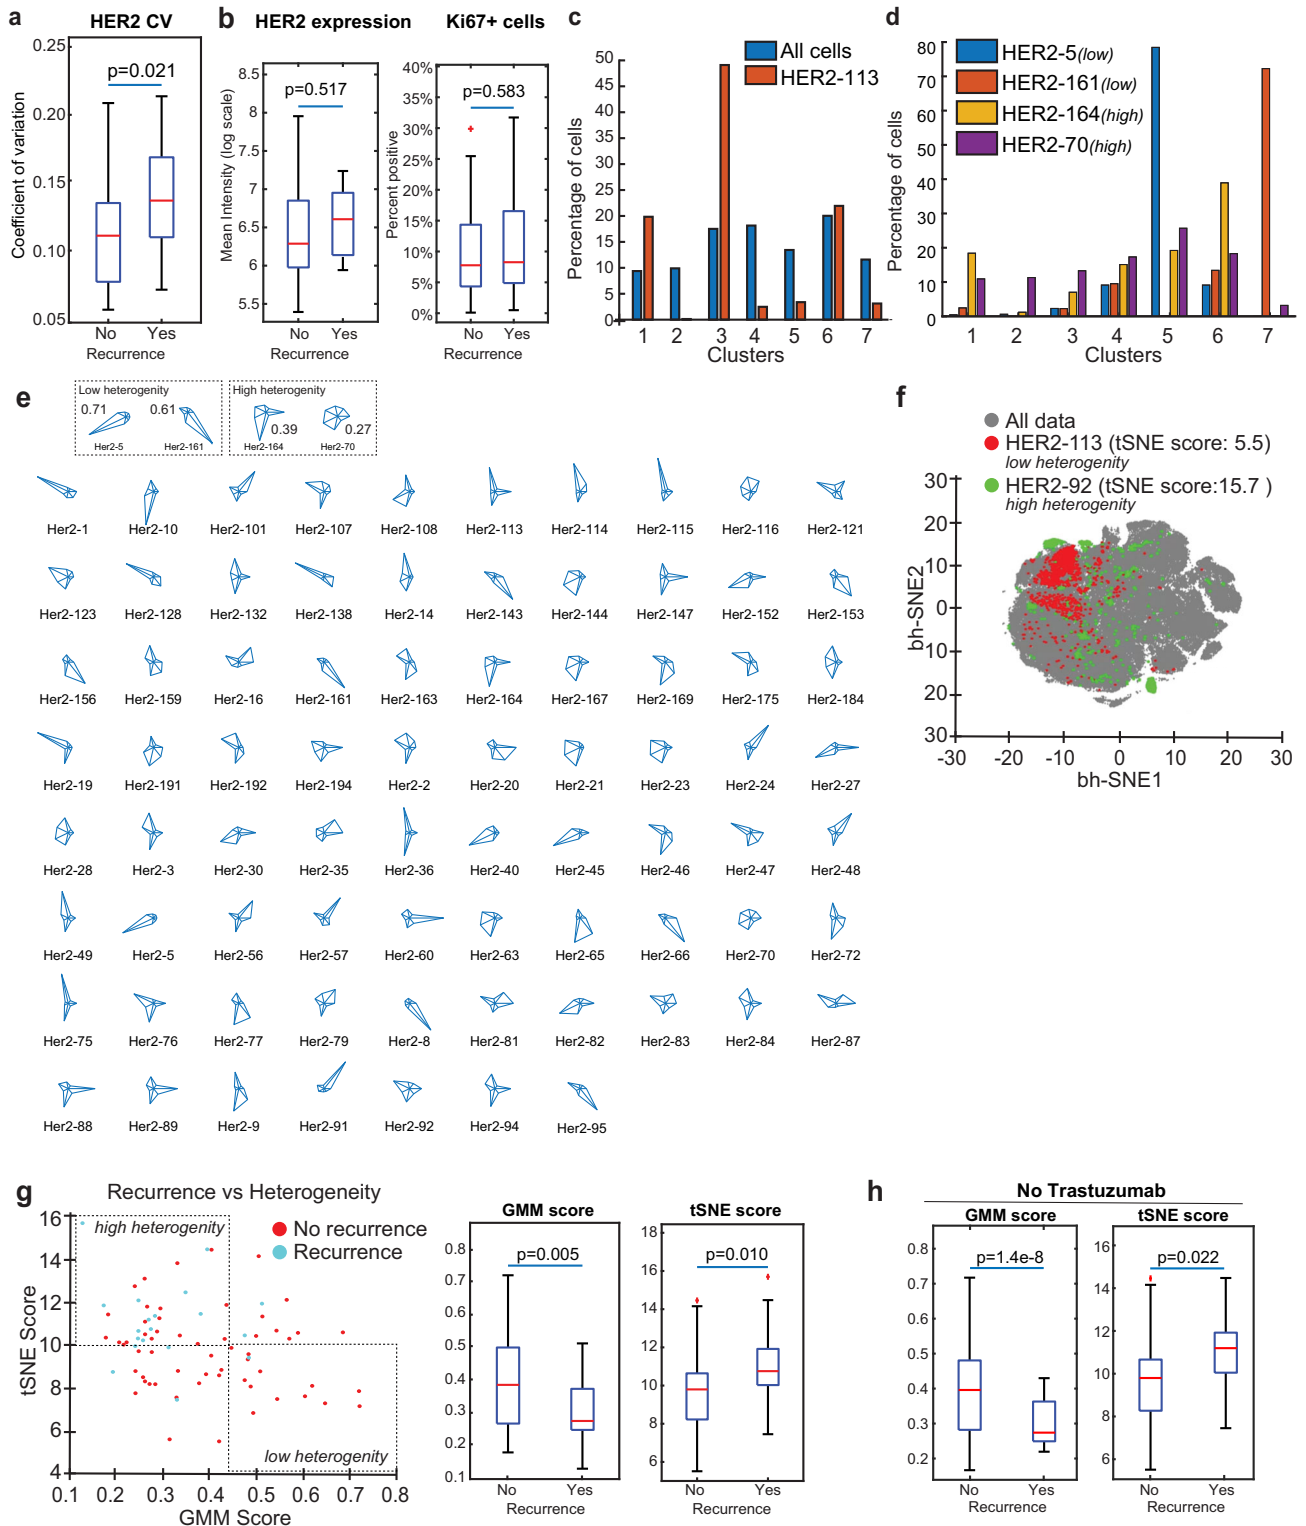 a
HER2 CV
0.25
0.20
0.15
0.10
0.05
Coefficient of variation
p=0.021
No Yes
Recurrence
b
HER2 expression
8
7.5
7
6.5
6
5.5
Mean Intensity (log scale)
p=0.517
No Yes
Recurrence
Ki67+ cells
40%
35%
30%
25%
20%
15%
10%
5%
0%
Percent positive
p=0.583
No Yes
Recurrence
c
50
45
40
35
30
25
20
15
10
5
0
Percentage of cells
All cells
HER2-113
1 2 3 4 5 6 7
Clusters
d
80
70
60
50
40
30
20
10
0
Percentage of cells
HER2-5(low)
HER2-161(low)
HER2-164(high)
HER2-70(high)
1 2 3 4 5 6 7
Clusters
e
Low heterogenity
0.71 0.61
Her2-5 Her2-161
High heterogenity
0.39 0.27
Her2-164 Her2-70
Her2-1 Her2-10 Her2-101 Her2-107 Her2-108 Her2-113 Her2-114 Her2-115 Her2-116 Her2-121
Her2-123 Her2-128 Her2-132 Her2-138 Her2-14 Her2-143 Her2-144 Her2-147 Her2-152 Her2-153
Her2-156 Her2-159 Her2-16 Her2-161 Her2-163 Her2-164 Her2-167 Her2-169 Her2-175 Her2-184
Her2-19 Her2-191 Her2-192 Her2-194 Her2-2 Her2-20 Her2-21 Her2-23 Her2-24 Her2-27
Her2-28 Her2-3 Her2-30 Her2-35 Her2-36 Her2-40 Her2-45 Her2-46 Her2-47 Her2-48
Her2-49 Her2-5 Her2-56 Her2-57 Her2-60 Her2-63 Her2-65 Her2-66 Her2-70 Her2-72
Her2-75 Her2-76 Her2-77 Her2-79 Her2-8 Her2-81 Her2-82 Her2-83 Her2-84 Her2-87
Her2-88 Her2-89 Her2-9 Her2-91 Her2-92 Her2-94 Her2-95
f
All data
HER2-113 (tSNE score: 5.5)
low heterogenity
HER2-92 (tSNE score:15.7 )
high heterogenity
30
20
10
0
10
20
30
bh-SNE2
-30 -20 -10 0 10 20 30
bh-SNE1
g
Recurrence vs Heterogeneity
16
14
12
10
8
6
4
tSNE Score
high heterogenity
No recurrence
Recurrence
low heterogenity
0.1 0.2 0.3 0.4 0.5 0.6 0.7 0.8
GMM Score
GMM score
0.8
0.7
0.6
0.5
0.4
0.3
0.2
0.1
p=0.005
No Yes
Recurrence
tSNE score
18
16
14
12
10
8
6
p=0.010
No Yes
Recurrence
h
No Trastuzumab
GMM score
0.8
0.7
0.6
0.5
0.4
0.3
0.2
p=1.4e-8
No Yes
Recurrence
tSNE score
16
14
12
10
8
6
p=0.022
No Yes
Recurrence